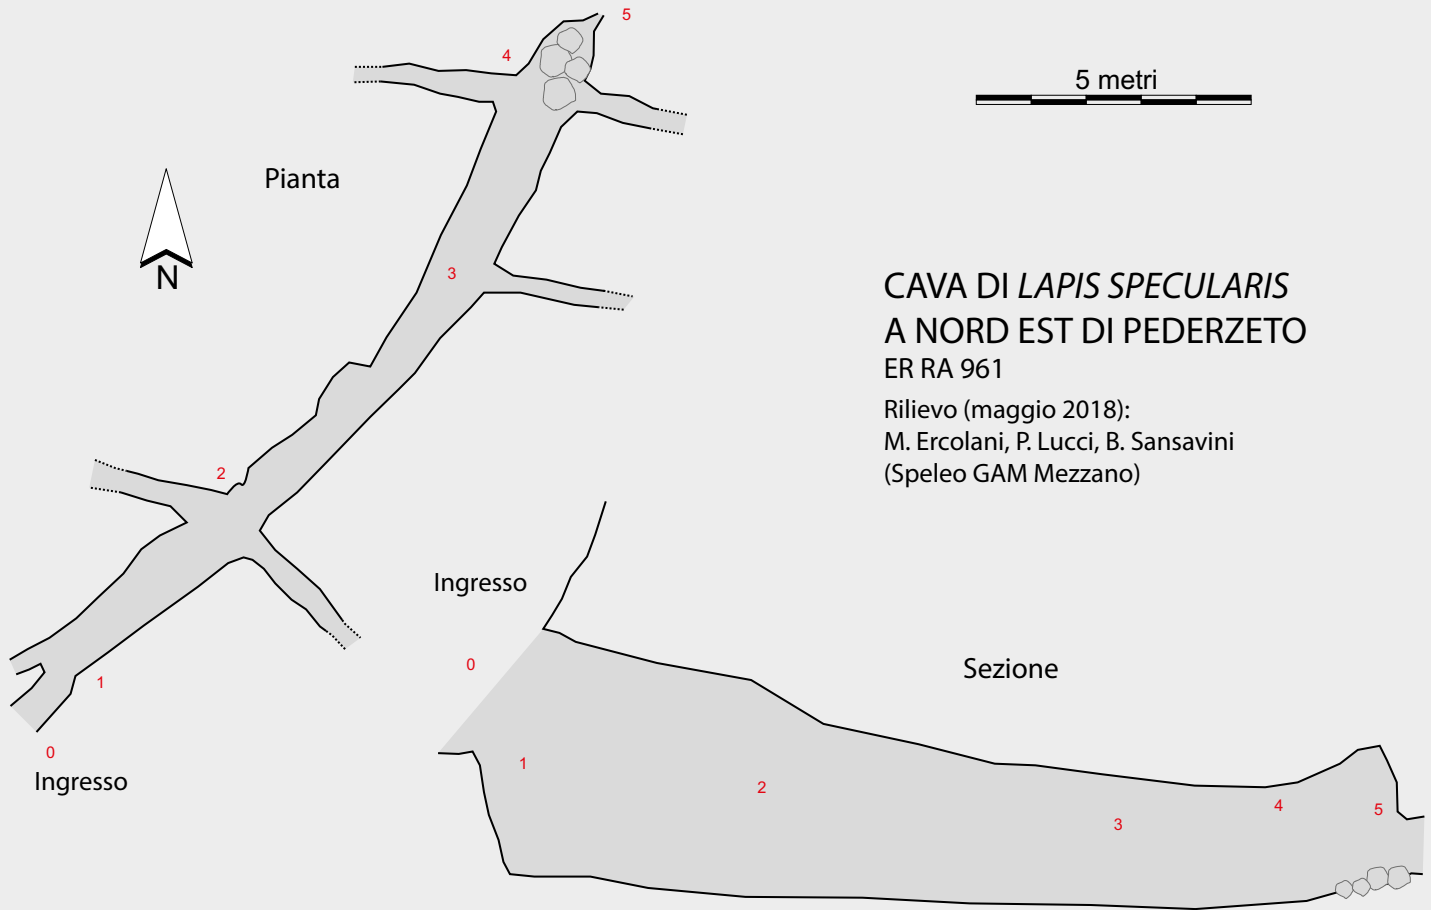 5
4
5 metri
Pianta
N
3
CAVA DI LAPIS SPECULARIS
A NORD EST DI PEDERZETO
ER RA 961
Rilievo (maggio 2018):
M. Ercolani, P. Lucci, B. Sansavini
(Speleo GAM Mezzano)
2
1
0
Ingresso
Ingresso
0
Sezione
1
2
3
4
5